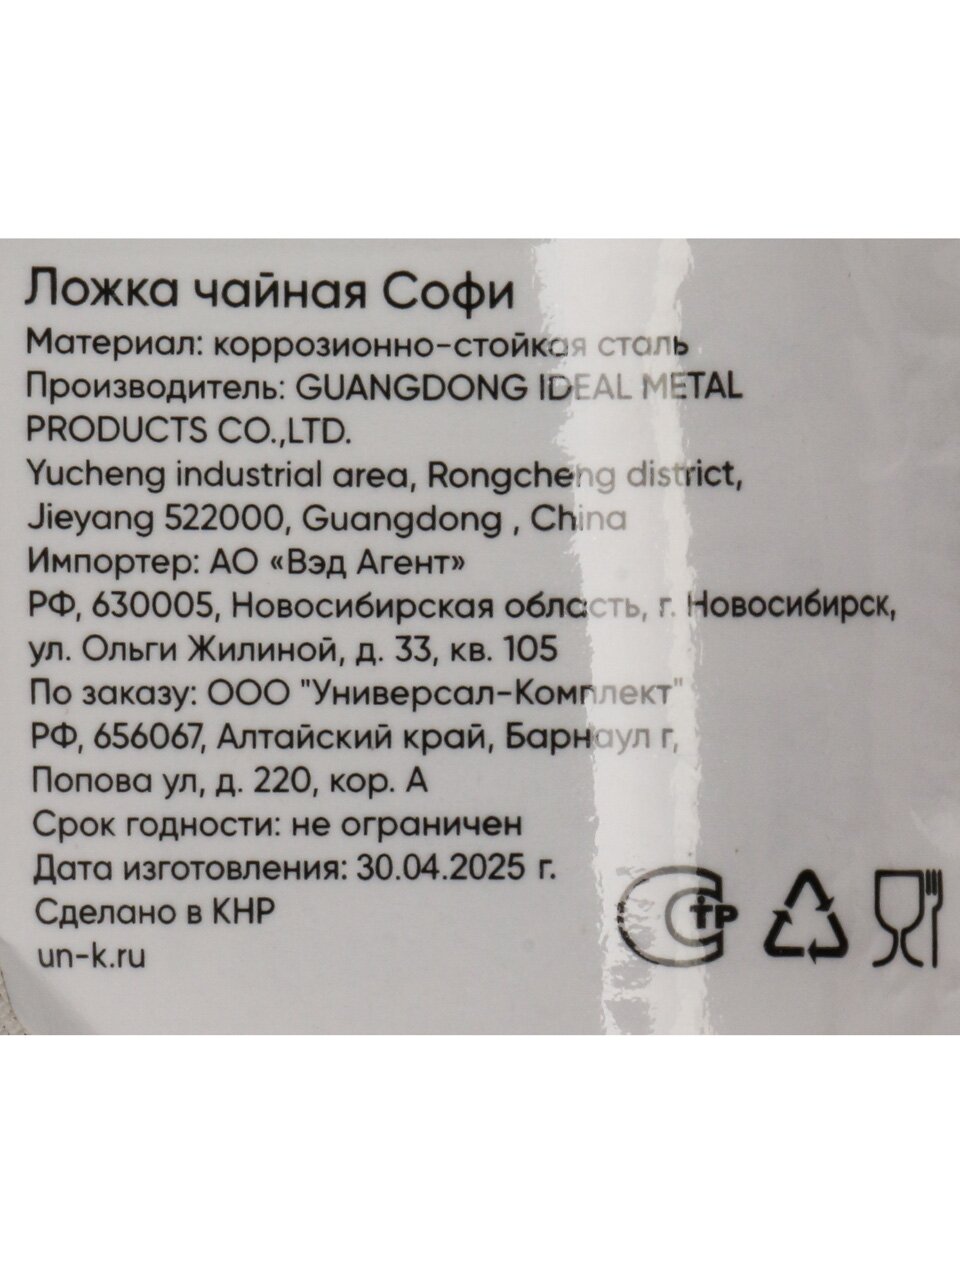 Ложка чайная Софи
Материал: коррозионно-стойкая сталь
Производитель: GUANGDONG IDEAL METAL
PRODUCTS CO.,LTD.
Yucheng industrial area, Rongcheng district,
Jieyang 522000, Guangdong , China
Импортер: АО «Вэд Агент»
РФ, 630005, Новосибирская область, г. Новосибирск,
ул. Ольги Жилиной, д. 33, кв. 105
По заказу: ООО "Универсал-Комплект"
РФ, 656067, Алтайский край, Барнаул г,
Попова ул, д. 220, кор. А
Срок годности: не ограничен
Дата изготовления: 30.04.2025 г.
Сделано в КНР
un-k.ru
СТР